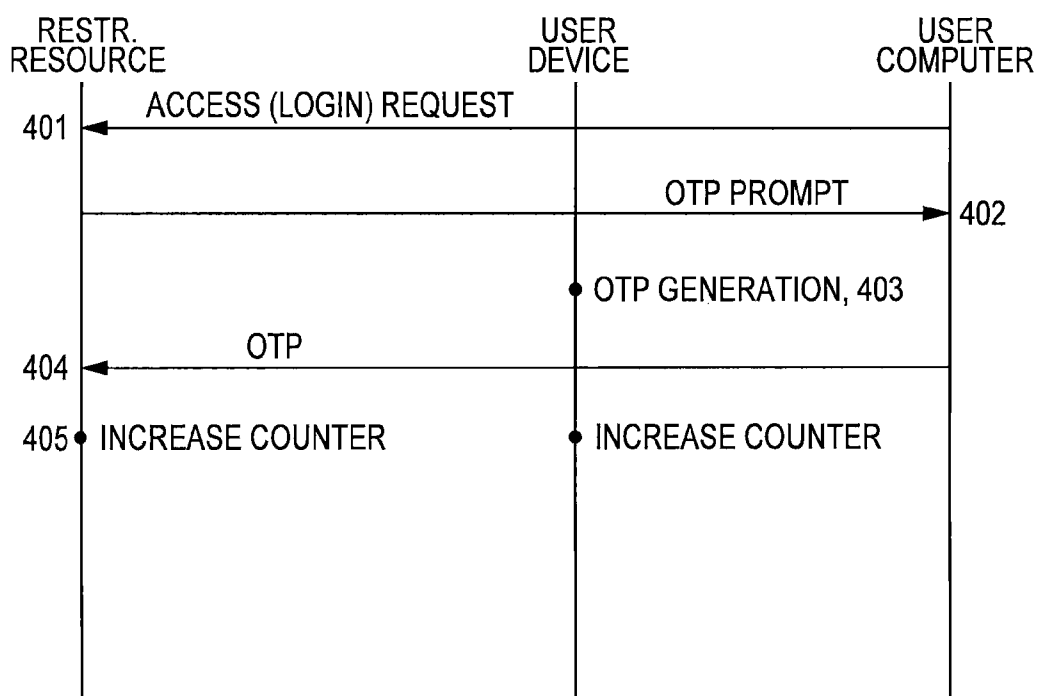 RESTR.
RESOURCE
USER
DEVICE
USER
COMPUTER
ACCESS (LOGIN) REQUEST
401
OTP PROMPT
402
OTP GENERATION, 403
OTP
404
405 INCREASE COUNTER
INCREASE COUNTER